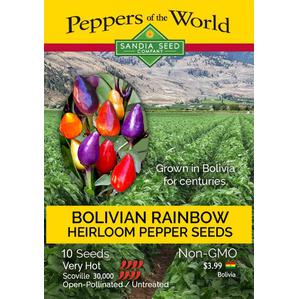 Peppers of the World
SANDIA SEED
COMPANY
Grown in Bolivia
for centuries.
BOLIVIAN RAINBOW
HEIRLOOM PEPPER SEEDS
10 Seeds
Non-GMO
Very Hot
$3.99
Scoville 30,000
Bolivia
Open-Pollinated / Untreated